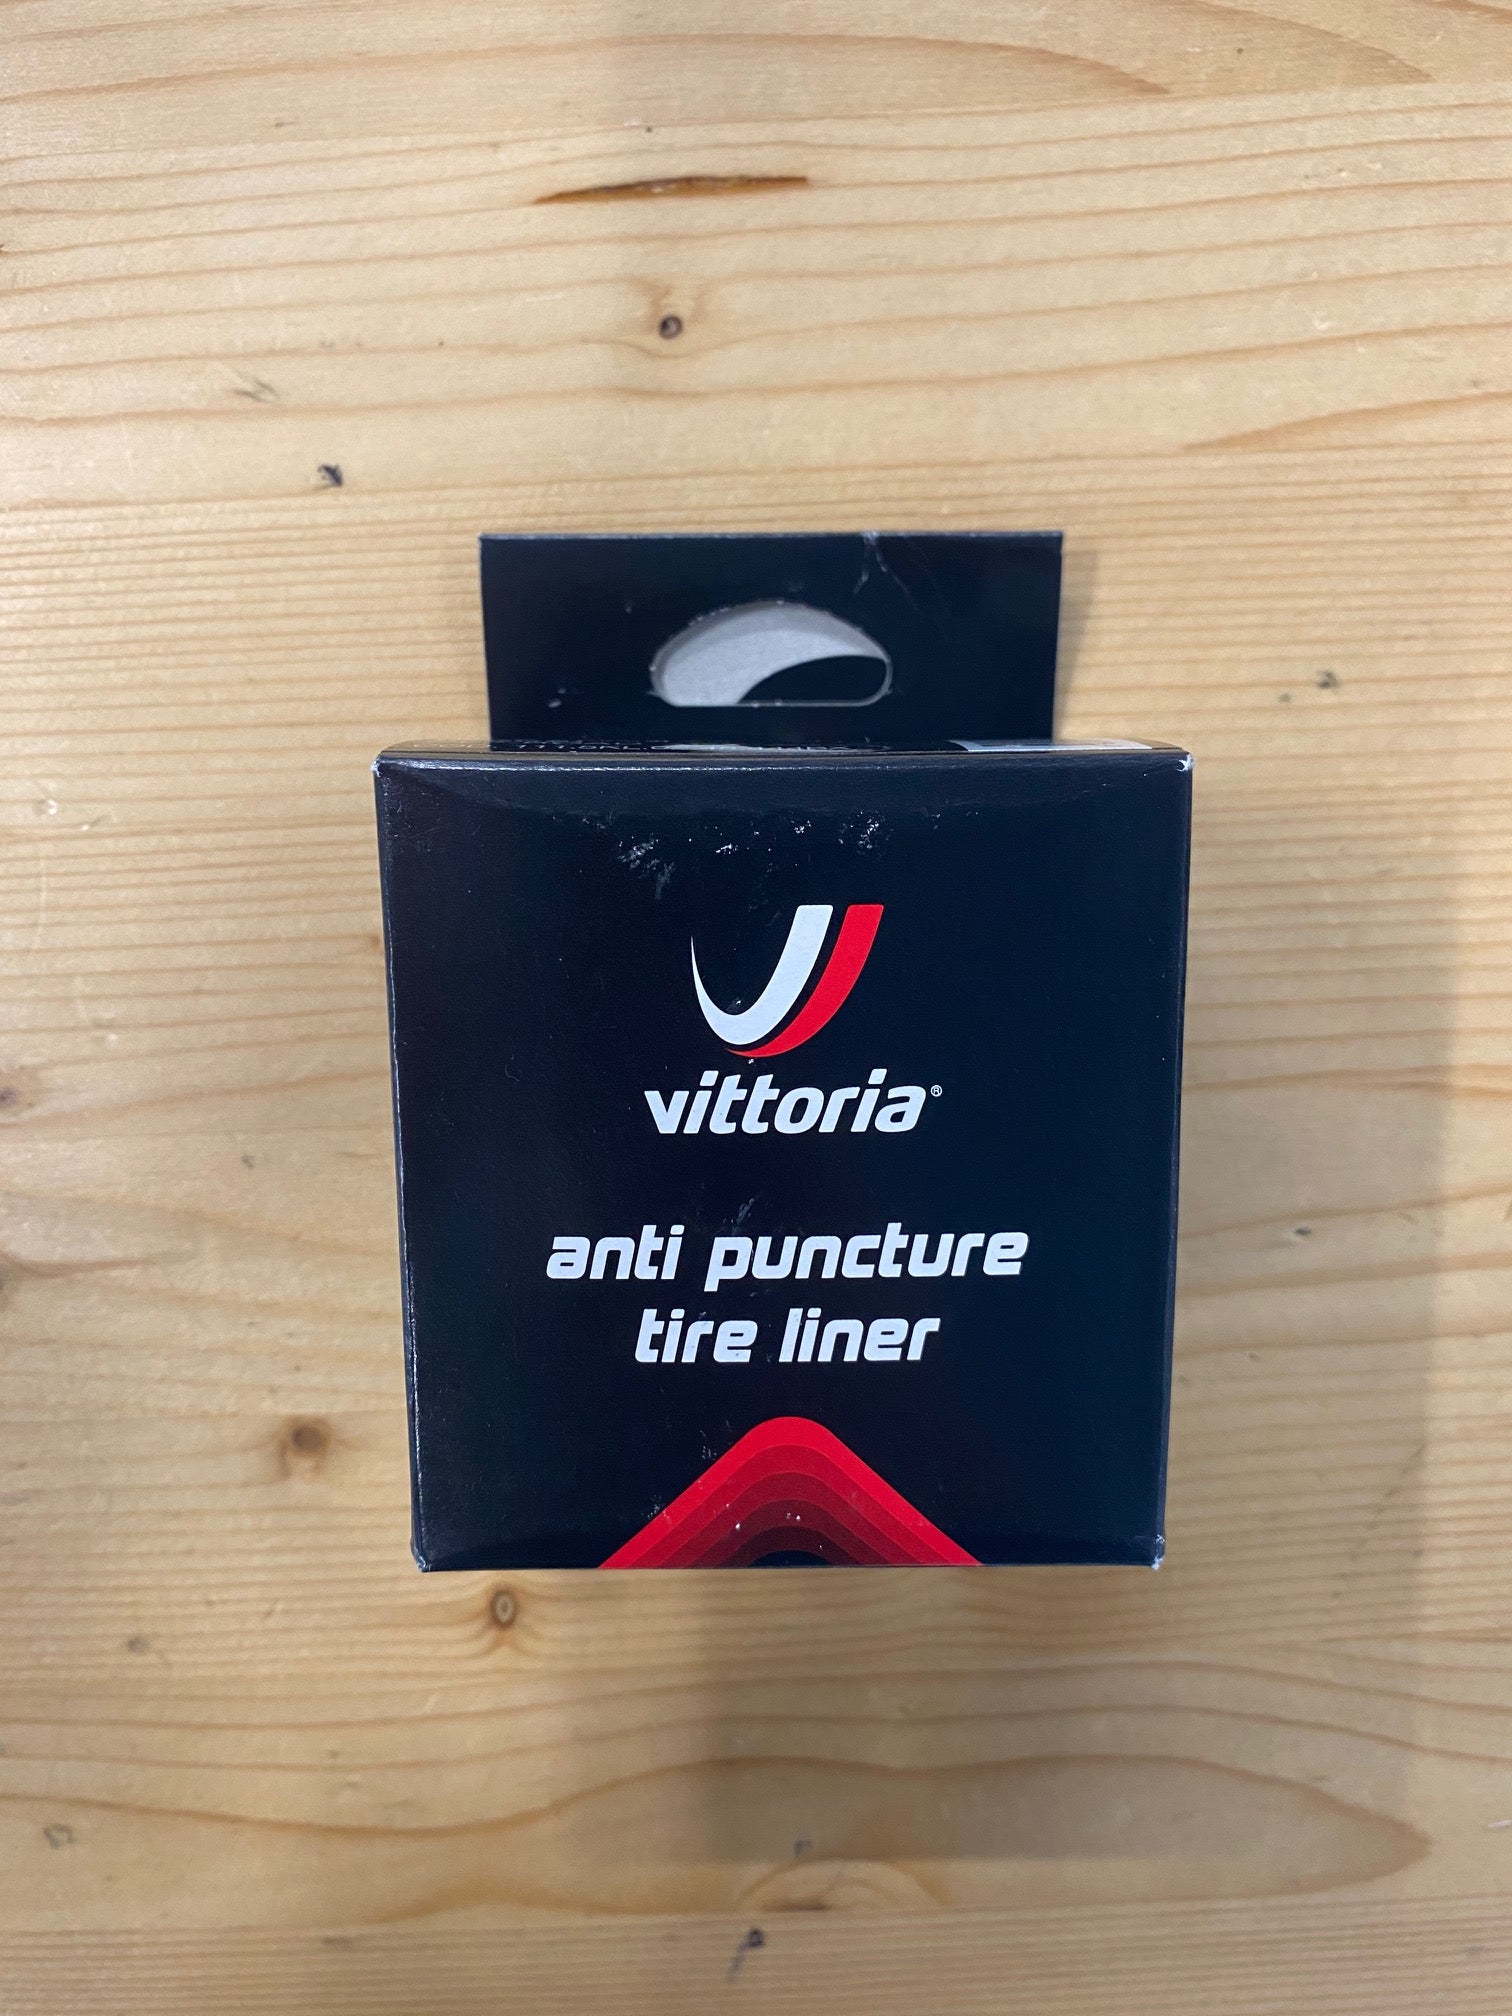 vittoria®
anti puncture
tire liner